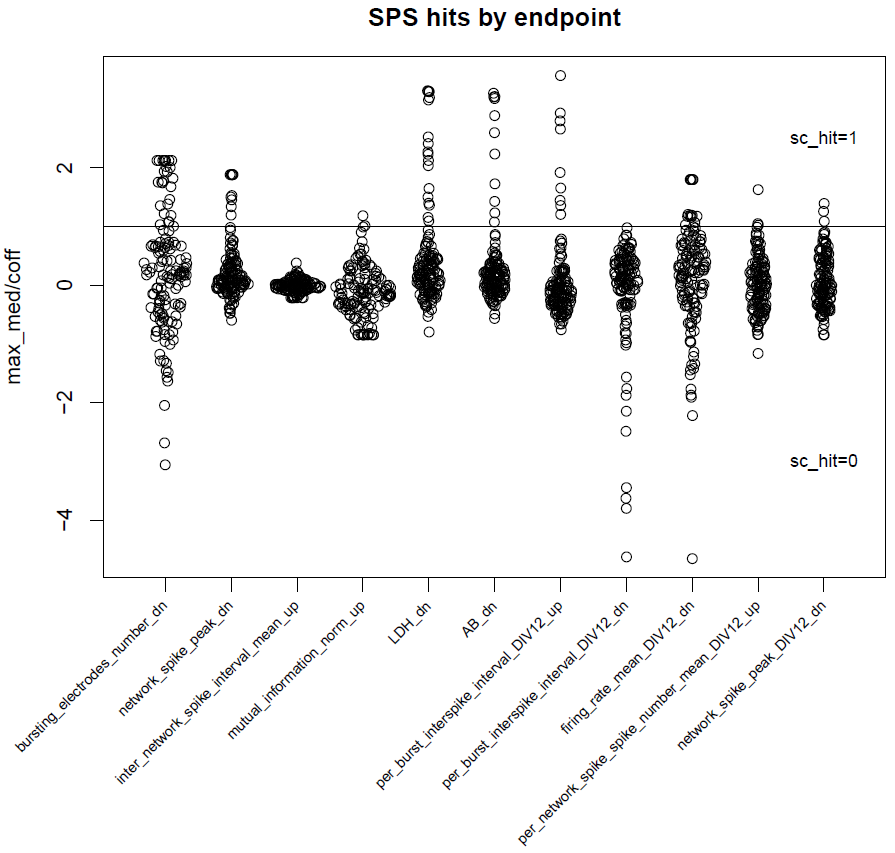 SPS hits by endpoint
max_med/coff
2
0
−2
−4
sc_hit=1
sc_hit=0
bursting_electrodes_number_dn
network_spike_peak_dn
inter_network_spike_interval_mean_up
mutual_information_norm_up
LDH_dn
AB_dn
per_burst_interspike_interval_DIV12_up
per_burst_interspike_interval_DIV12_dn
firing_rate_mean_DIV12_dn
per_network_spike_spike_number_mean_DIV12_up
network_spike_peak_DIV12_dn